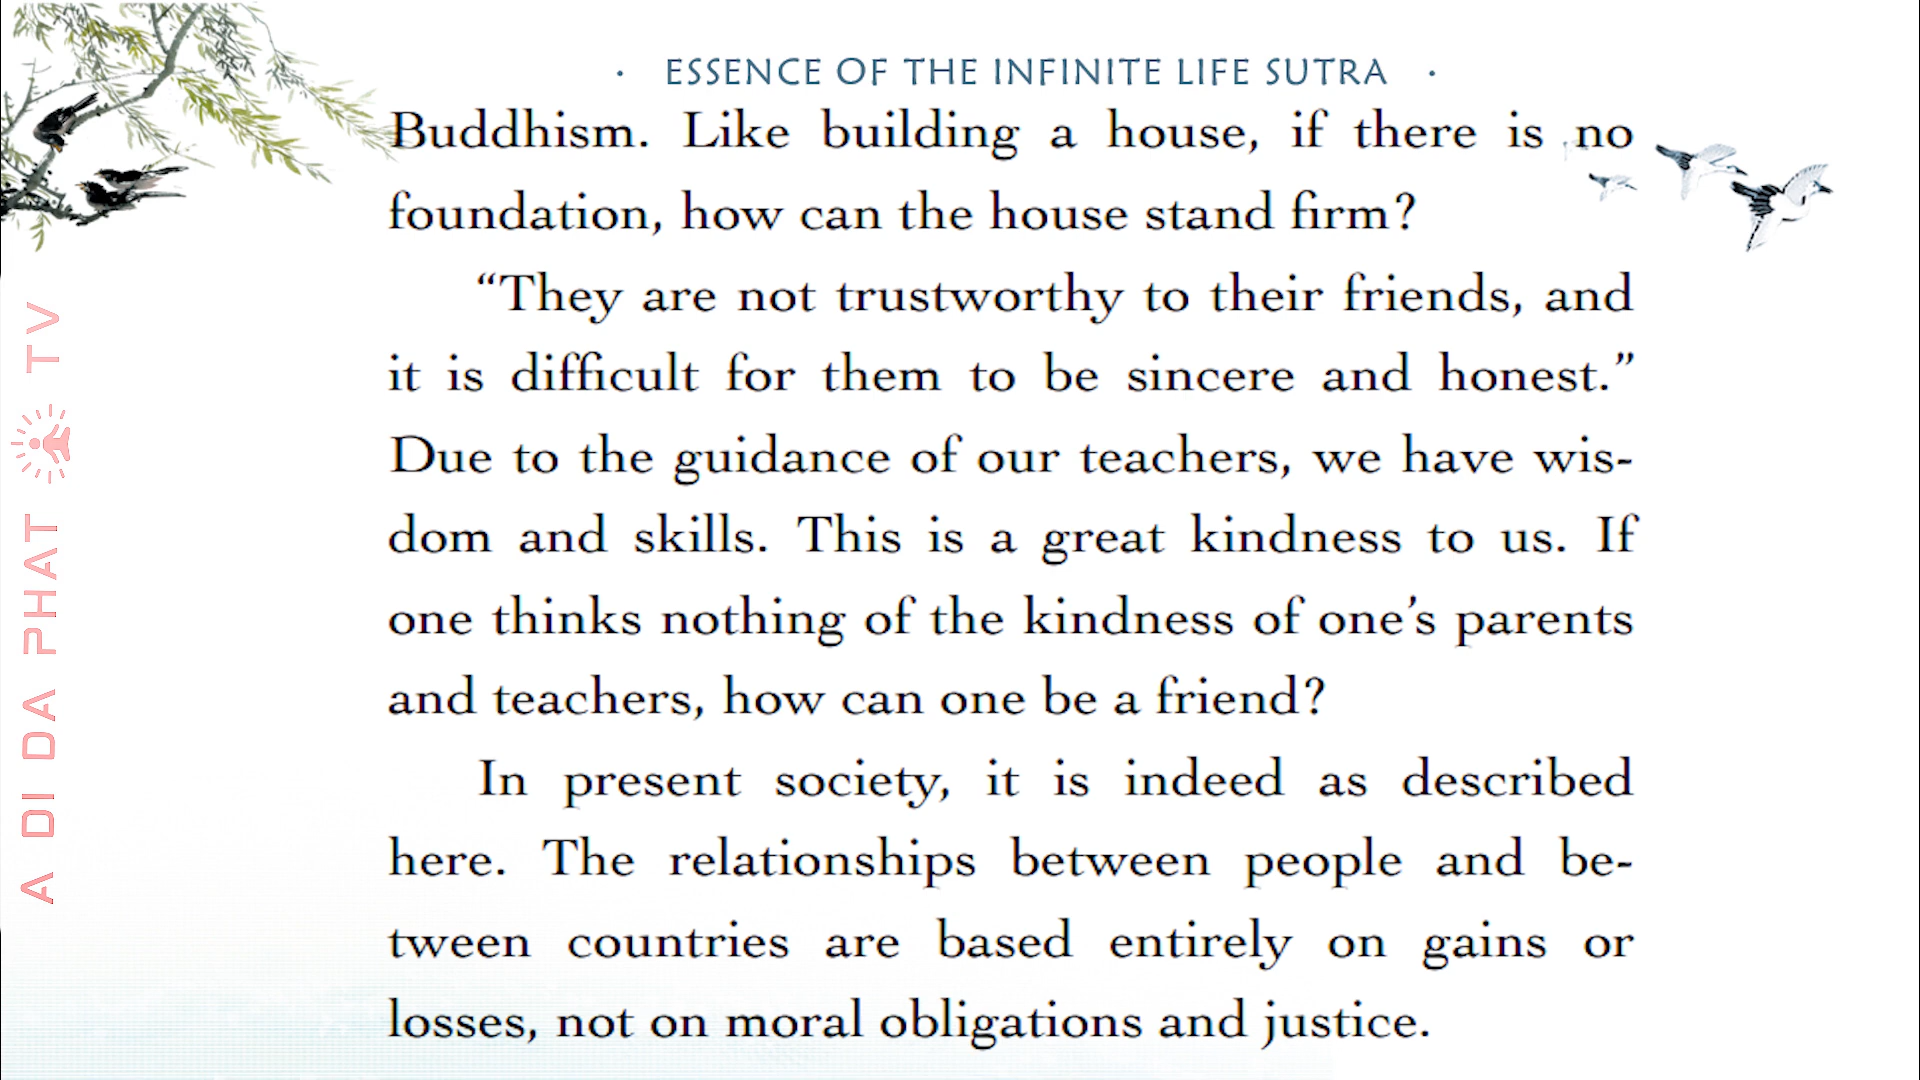 · ESSENCE OF THE INFINITE LIFE SUTRA ·
Buddhism. Like building a house, if there is no
foundation, how can the house stand firm?
“They are not trustworthy to their friends, and
it is difficult for them to be sincere and honest.”
Due to the guidance of our teachers, we have wis-
dom and skills. This is a great kindness to us. If
one thinks nothing of the kindness of one’s parents
and teachers, how can one be a friend?
In present society, it is indeed as described
here. The relationships between people and be-
tween countries are based entirely on gains or
losses, not on moral obligations and justice.
A DI DA PHAT TV